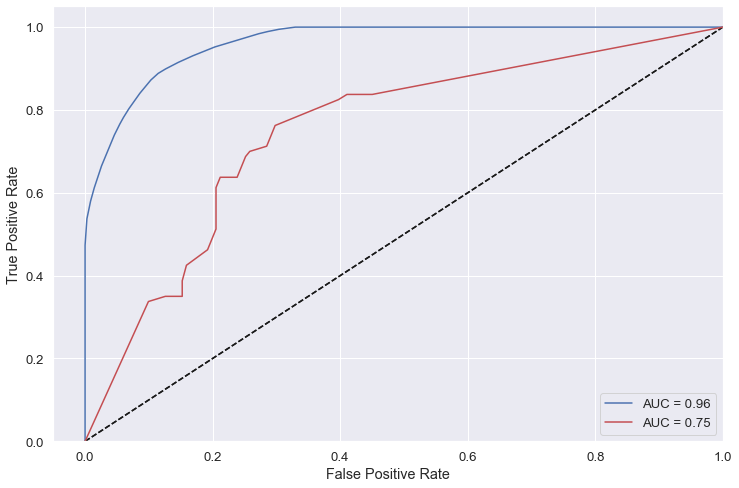 1.0
0.8
0.6
0.4
0.2
0.0
True Positive Rate
0.0 0.2 0.4 0.6 0.8 1.0
False Positive Rate
AUC = 0.96
AUC = 0.75